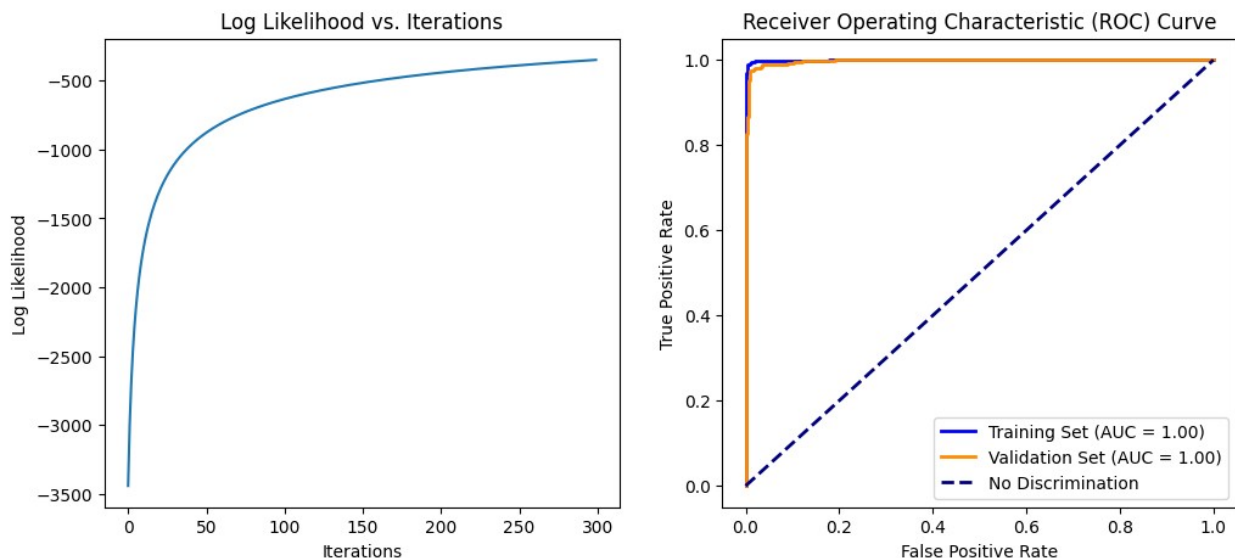 Log Likelihood vs. Iterations
Log Likelihood
−500
−1000
−1500
−2000
−2500
−3000
−3500
0 50 100 150 200 250 300
Iterations
Receiver Operating Characteristic (ROC) Curve
True Positive Rate
1.0
0.8
0.6
0.4
0.2
0.0
Training Set (AUC = 1.00)
Validation Set (AUC = 1.00)
No Discrimination
0.0 0.2 0.4 0.6 0.8 1.0
False Positive Rate